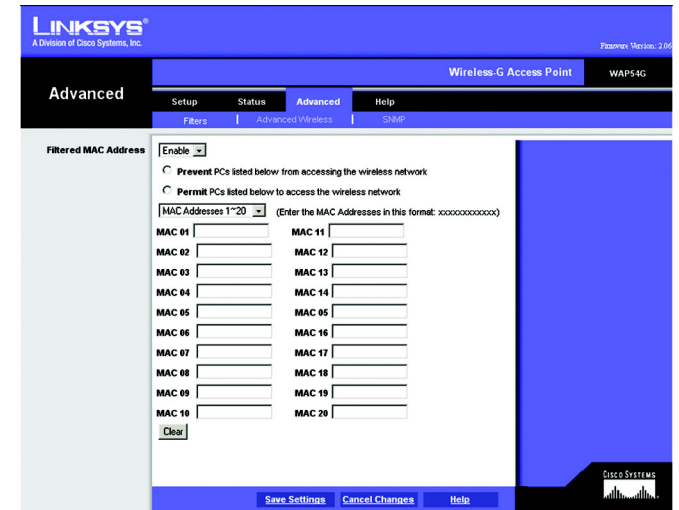 LINKSYS®
A Division of Cisco Systems, Inc.
Firmware Version: 2.06
Wireless-G Access Point WAP54G
Advanced
Setup Status Advanced Help
Filters | Advanced Wireless | SNMP
Filtered MAC Address Enable
Prevent PCs listed below from accessing the wireless network
Permit PCs listed below to access the wireless network
MAC Addresses 1~20 (Enter the MAC Addresses in this format: xxxxxxxxxxxx)
MAC 01 MAC 11
MAC 02 MAC 12
MAC 03 MAC 13
MAC 04 MAC 14
MAC 05 MAC 05
MAC 06 MAC 16
MAC 07 MAC 17
MAC 08 MAC 18
MAC 09 MAC 19
MAC 10 MAC 20
Clear
Save Settings Cancel Changes Help
CISCO SYSTEMS